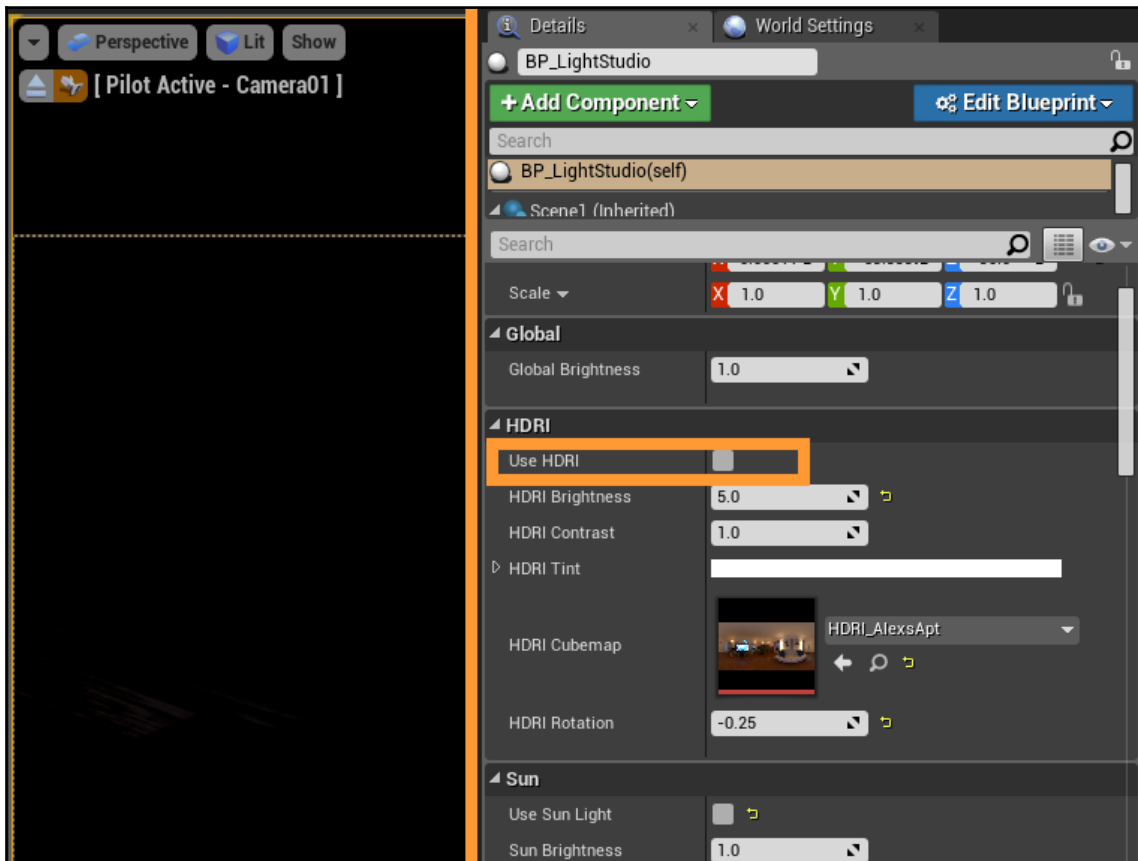 Perspective Lit Show
[ Pilot Active - Camera01 ]
Details World Settings
BP_LightStudio
+Add Component Edit Blueprint
Search
BP_LightStudio(self)
Scene1 (Inherited)
Search
Scale X 1.0 Y 1.0 Z 1.0
Global
Global Brightness 1.0
HDRI
Use HDRI
HDRI Brightness 5.0
HDRI Contrast 1.0
HDRI Tint
HDRI Cubemap HDRI_AlexsApt
HDRI Rotation -0.25
Sun
Use Sun Light
Sun Brightness 1.0